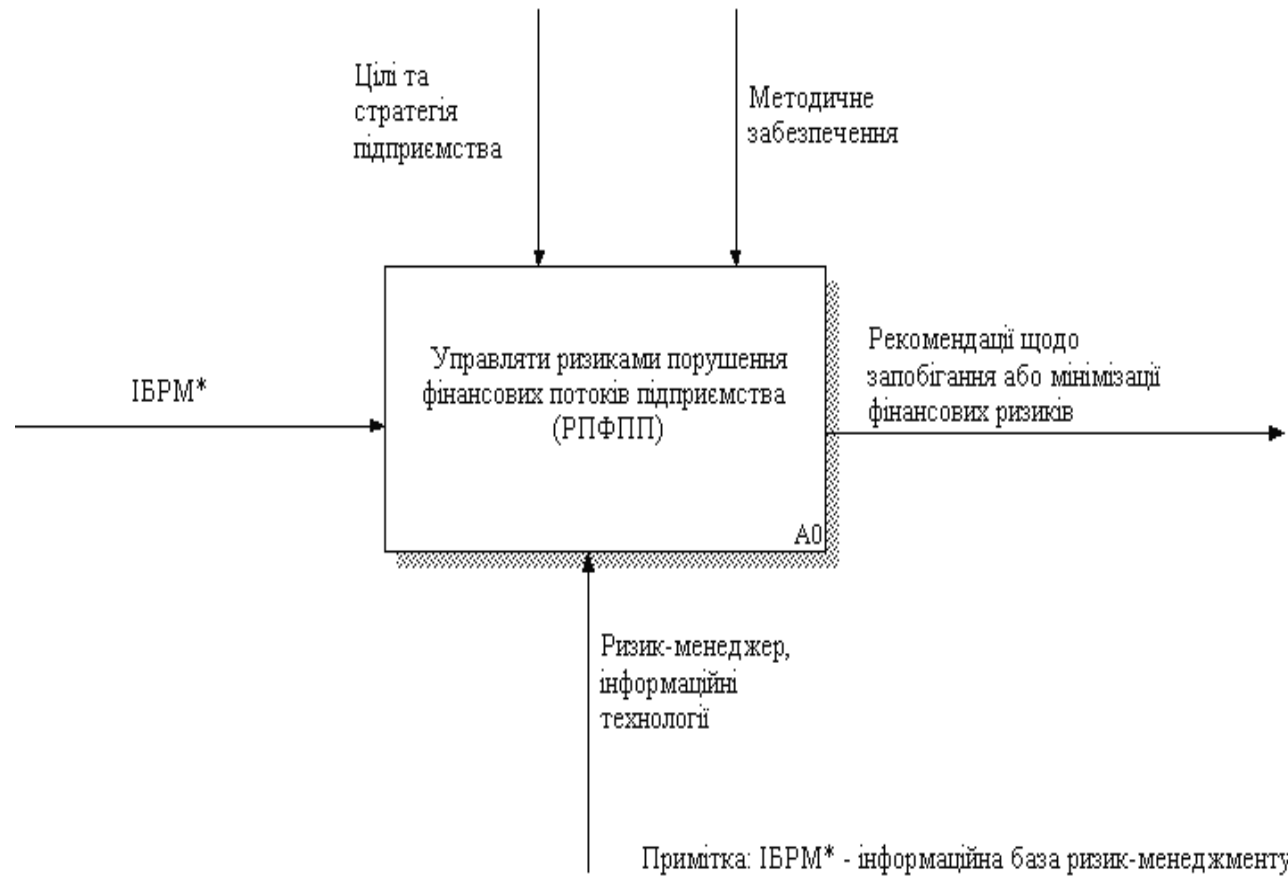 Цілі та
стратегія
підприємства
Методичне
забезпечення
ІБРМ*
Управляти ризиками порушення
фінансових потоків підприємства
(РПФПП)
А0
Рекомендації щодо
запобігання або мінімізації
фінансових ризиків
Ризик-менеджер,
інформаційні
технології
Примітка: ІБРМ* - інформаційна база ризик-менеджменту